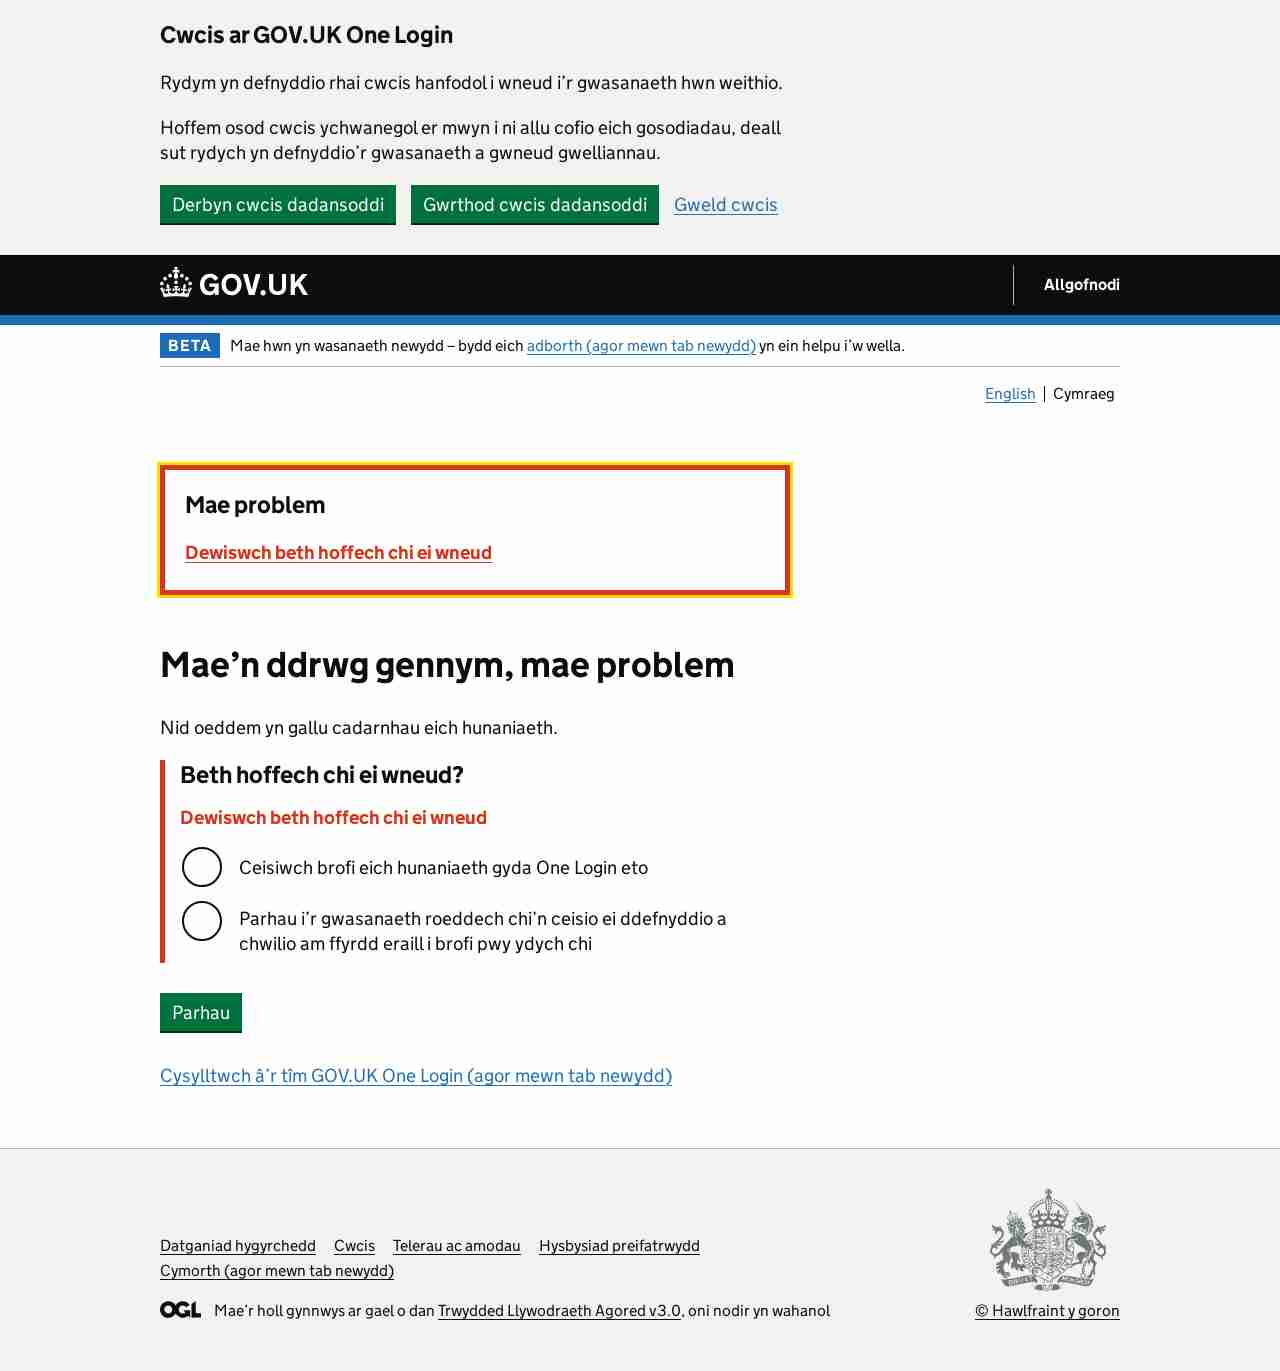 Cwcis ar GOV.UK One Login
Rydym yn defnyddio rhai cwcis hanfodol i wneud i’r gwasanaeth hwn weithio.
Hoffem osod cwcis ychwanegol er mwyn i ni allu cofio eich gosodiadau, deall
sut rydych yn defnyddio’r gwasanaeth a gwneud gwelliannau.
Derbyn cwcis dadansoddi Gwrthod cwcis dadansoddi Gweld cwcis
GOV.UK Allgofnodi
BETA Mae hwn yn wasanaeth newydd – bydd eich adborth (agor mewn tab newydd) yn ein helpu i’w wella.
English Cymraeg
Mae problem
Dewiswch beth hoffech chi ei wneud
Mae’n ddrwg gennym, mae problem
Nid oeddem yn gallu cadarnhau eich hunaniaeth.
Beth hoffech chi ei wneud?
Dewiswch beth hoffech chi ei wneud
Ceisiwch brofi eich hunaniaeth gyda One Login eto
Parhau i’r gwasanaeth roeddech chi’n ceisio ei ddefnyddio a
chwilio am ffyrdd eraill i brofi pwy ydych chi
Parhau
Cysylltwch â’r tîm GOV.UK One Login (agor mewn tab newydd)
Datganiad hygyrchedd Cwcis Telerau ac amodau Hysbysiad preifatrwydd
Cymorth (agor mewn tab newydd)
OGL Mae’r holl gynnwys ar gael o dan Trwydded Llywodraeth Agored v3.0, oni nodir yn wahanol
© Hawlfraint y goron